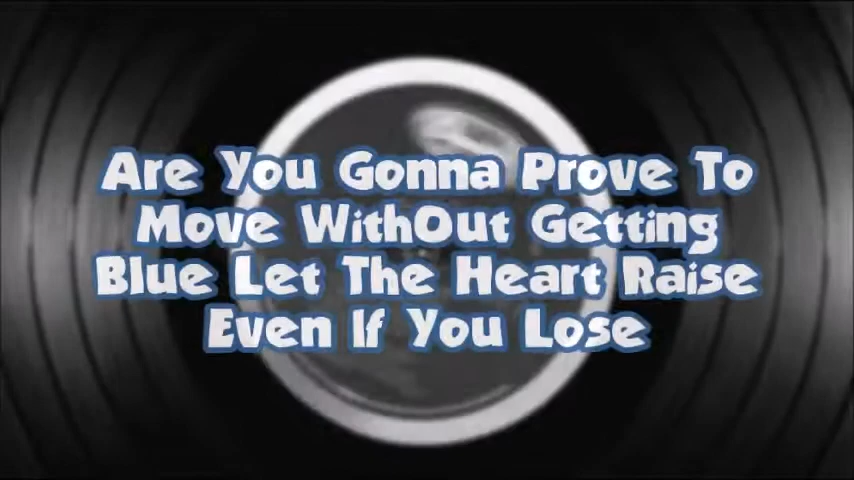 Are You Gonna Prove To
Move WithOut Getting
Blue Let The Heart Raise
Even If You Lose